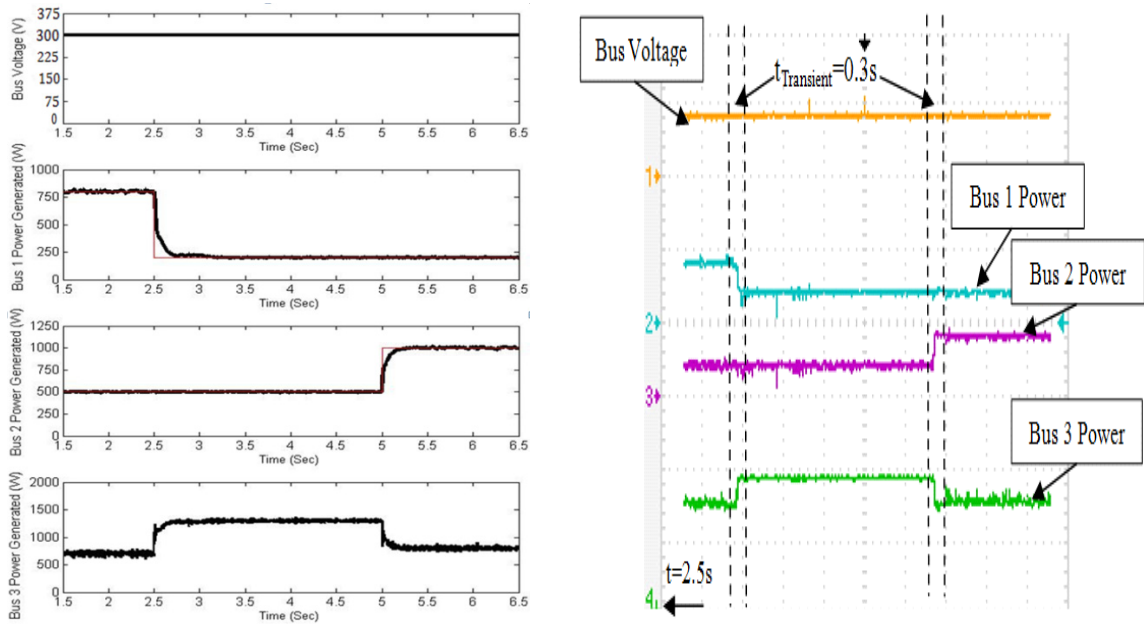 Bus Voltage (V)
375
300
225
150
75
0
1.5 2 2.5 3 3.5 4 4.5 5 5.5 6 6.5
Time (Sec)
Bus 1 Power Generated (W)
1000
750
500
250
0
1.5 2 2.5 3 3.5 4 4.5 5 5.5 6 6.5
Time (Sec)
Bus 2 Power Generated (W)
1250
1000
750
500
250
0
1.5 2 2.5 3 3.5 4 4.5 5 5.5 6 6.5
Time (Sec)
Bus 3 Power Generated (W)
2000
1500
1000
500
0
1.5 2 2.5 3 3.5 4 4.5 5 5.5 6 6.5
Time (Sec)
Bus Voltage
tTransient=0.3s
1
Bus 1 Power
Bus 2 Power
2
3
Bus 3 Power
t=2.5s
4